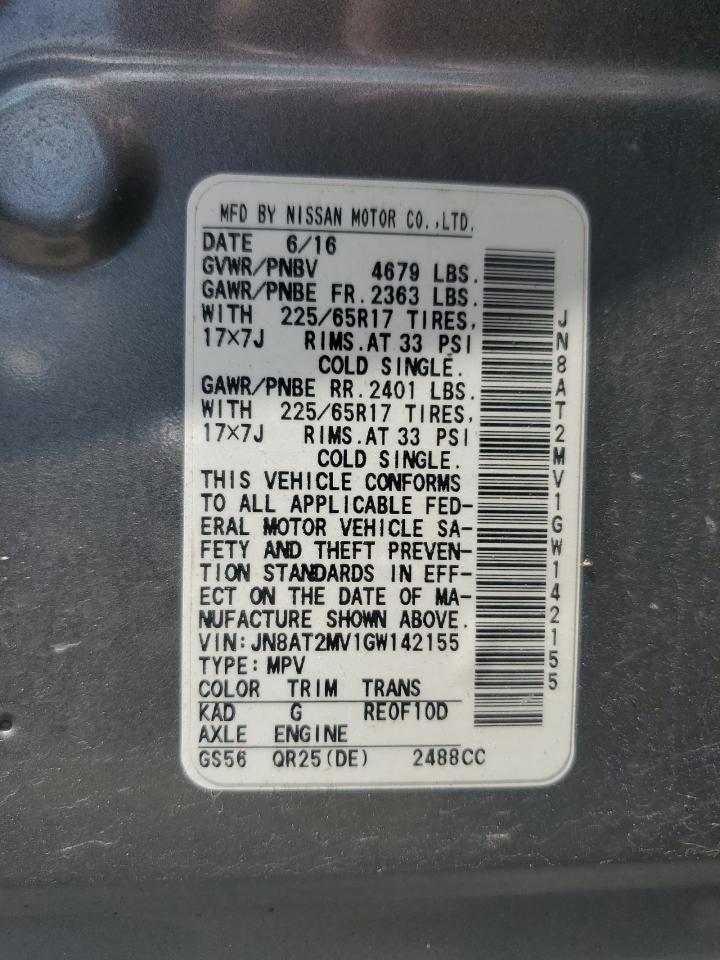 MFD BY NISSAN MOTOR CO.,LTD.
DATE 6/16
GVWR/PNBV 4679 LBS.
GAWR/PNBE FR.2363 LBS.
WITH 225/65R17 TIRES,
17×7J RIMS.AT 33 PSI
COLD SINGLE.
GAWR/PNBE RR.2401 LBS.
WITH 225/65R17 TIRES,
17×7J RIMS.AT 33 PSI
COLD SINGLE.
THIS VEHICLE CONFORMS
TO ALL APPLICABLE FED-
ERAL MOTOR VEHICLE SA-
FETY AND THEFT PREVEN-
TION STANDARDS IN EFF-
ECT ON THE DATE OF MA-
NUFACTURE SHOWN ABOVE.
VIN:JN8AT2MV1GW142155
TYPE:MPV
COLOR TRIM TRANS
KAD G RE0F10D
AXLE ENGINE
GS56 QR25(DE) 2488CC
JN8AT2MV1GW142155